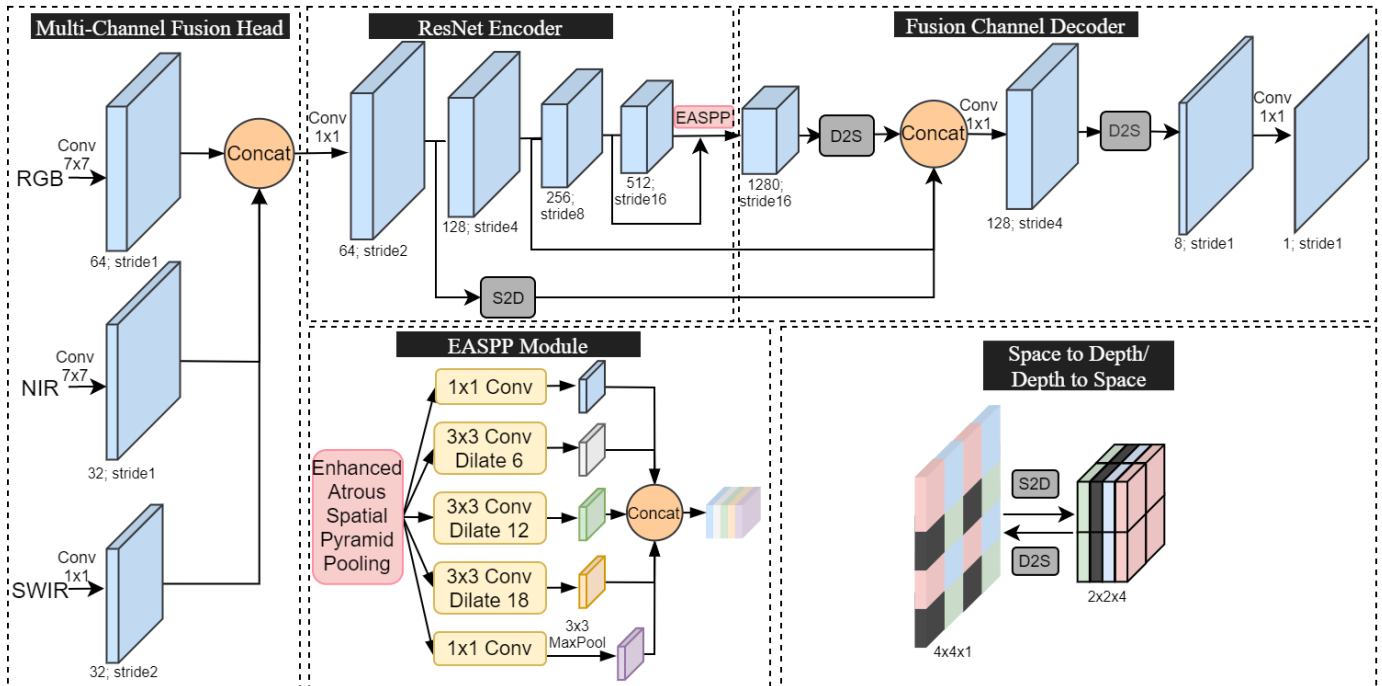 Multi-Channel Fusion Head
Conv
7x7
RGB
64; stride1
Concat
Conv
7x7
NIR
32; stride1
Conv
1x1
SWIR
32; stride2
ResNet Encoder
Conv
1x1
64; stride2
128; stride4
256;
stride8
512;
stride16
EASPP
S2D
Fusion Channel Decoder
1280;
stride16
D2S
Concat
Conv
1x1
128; stride4
D2S
8; stride1
Conv
1x1
1; stride1
EASPP Module
Enhanced
Atrous
Spatial
Pyramid
Pooling
1x1 Conv
3x3 Conv
Dilate 6
3x3 Conv
Dilate 12
3x3 Conv
Dilate 18
1x1 Conv
3x3
MaxPool
Concat
Space to Depth/
Depth to Space
S2D
D2S
4x4x1
2x2x4